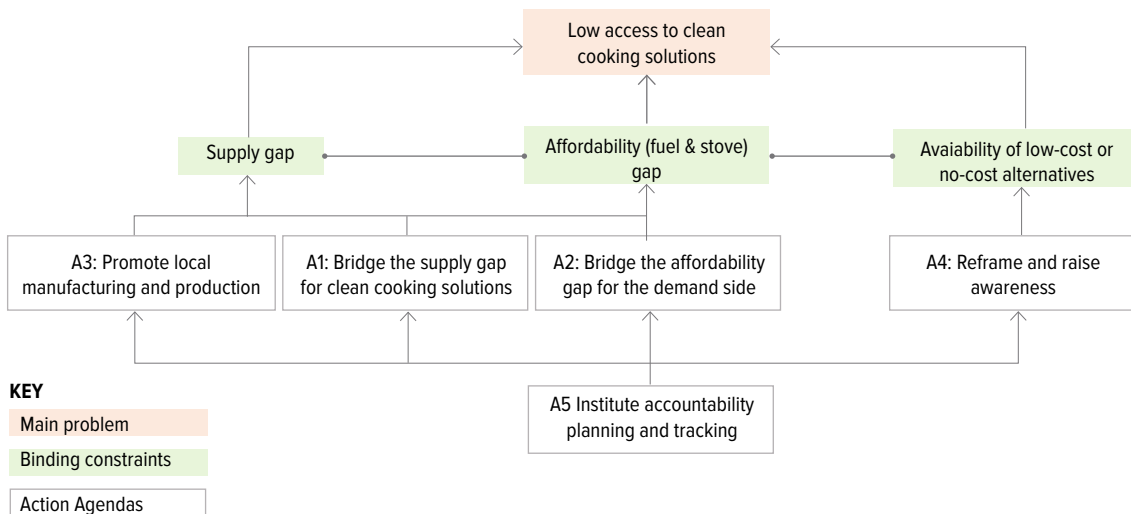 Low access to clean
cooking solutions
Supply gap
Affordability (fuel & stove)
gap
Avaiability of low-cost or
no-cost alternatives
A3: Promote local
manufacturing and production
A1: Bridge the supply gap
for clean cooking solutions
A2: Bridge the affordability
gap for the demand side
A4: Reframe and raise
awareness
A5 Institute accountability
planning and tracking
KEY
Main problem
Binding constraints
Action Agendas